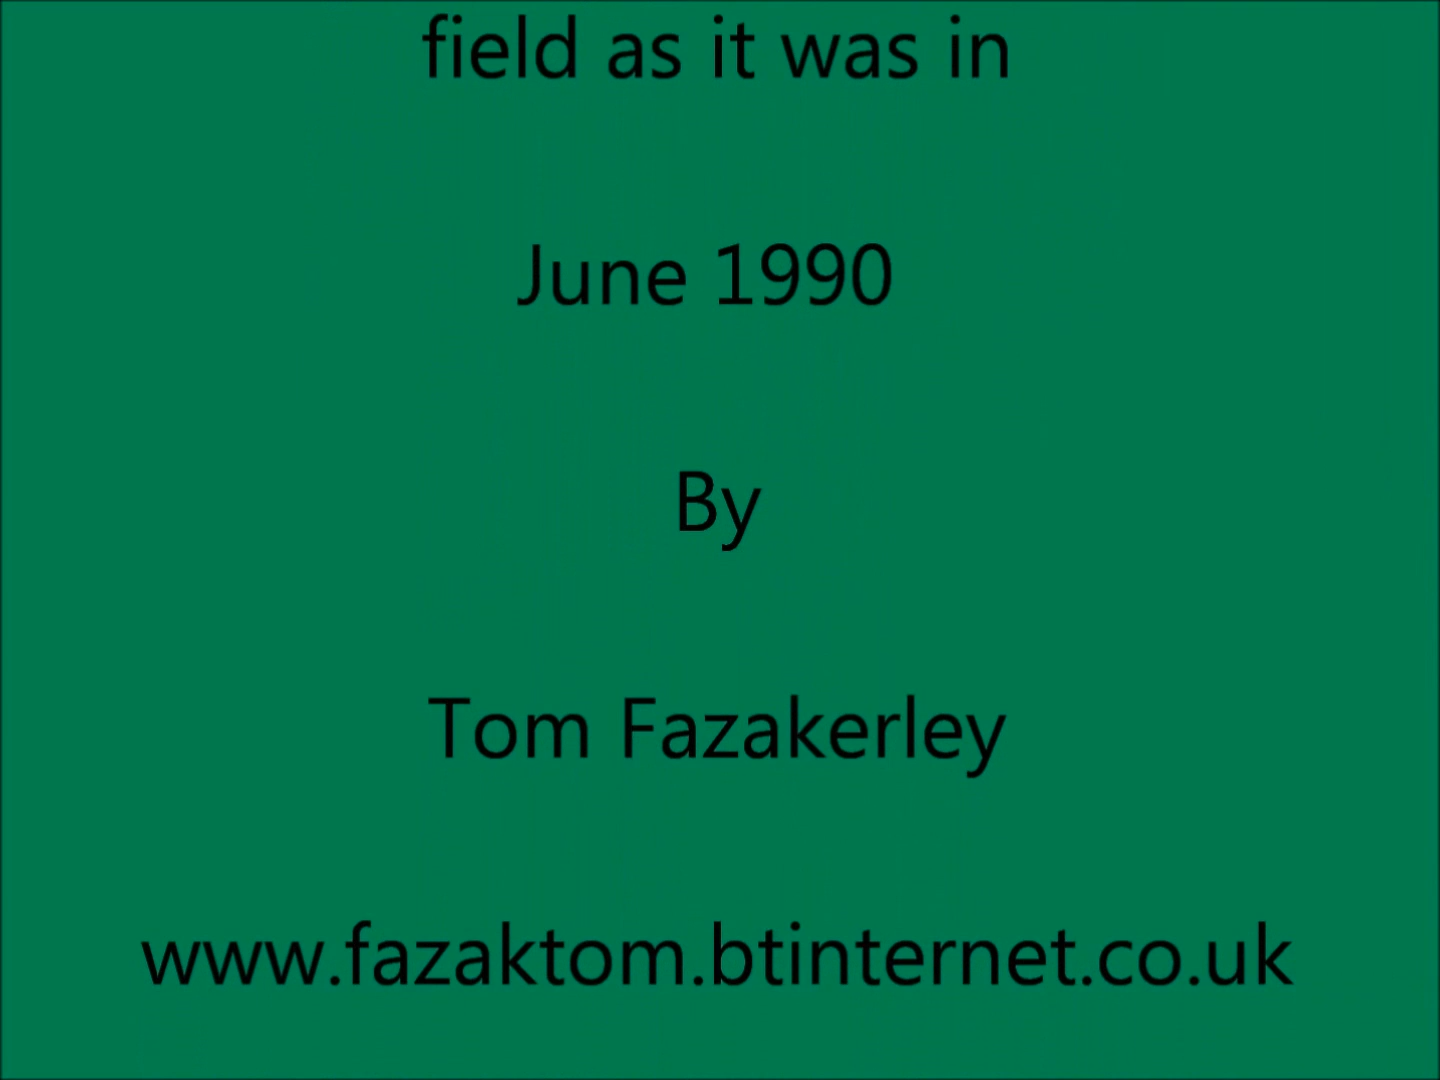 field as it was in
June 1990
By
Tom Fazakerley
www.fazaktom.btinternet.co.uk